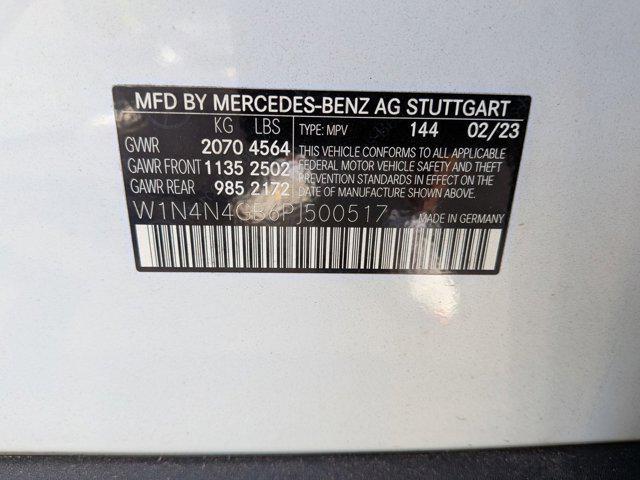 MFD BY MERCEDES-BENZ AG STUTTGART
KG LBS TYPE: MPV 144 02/23
GVWR 2070 4564
GAWR FRONT 1135 2502
GAWR REAR 985 2172
THIS VEHICLE CONFORMS TO ALL APPLICABLE
FEDERAL MOTOR VEHICLE SAFETY AND THEFT
PREVENTION STANDARDS IN EFFECT ON THE
DATE OF MANUFACTURE SHOWN ABOVE.
W1N4N4GB6PJ500517 MADE IN GERMANY